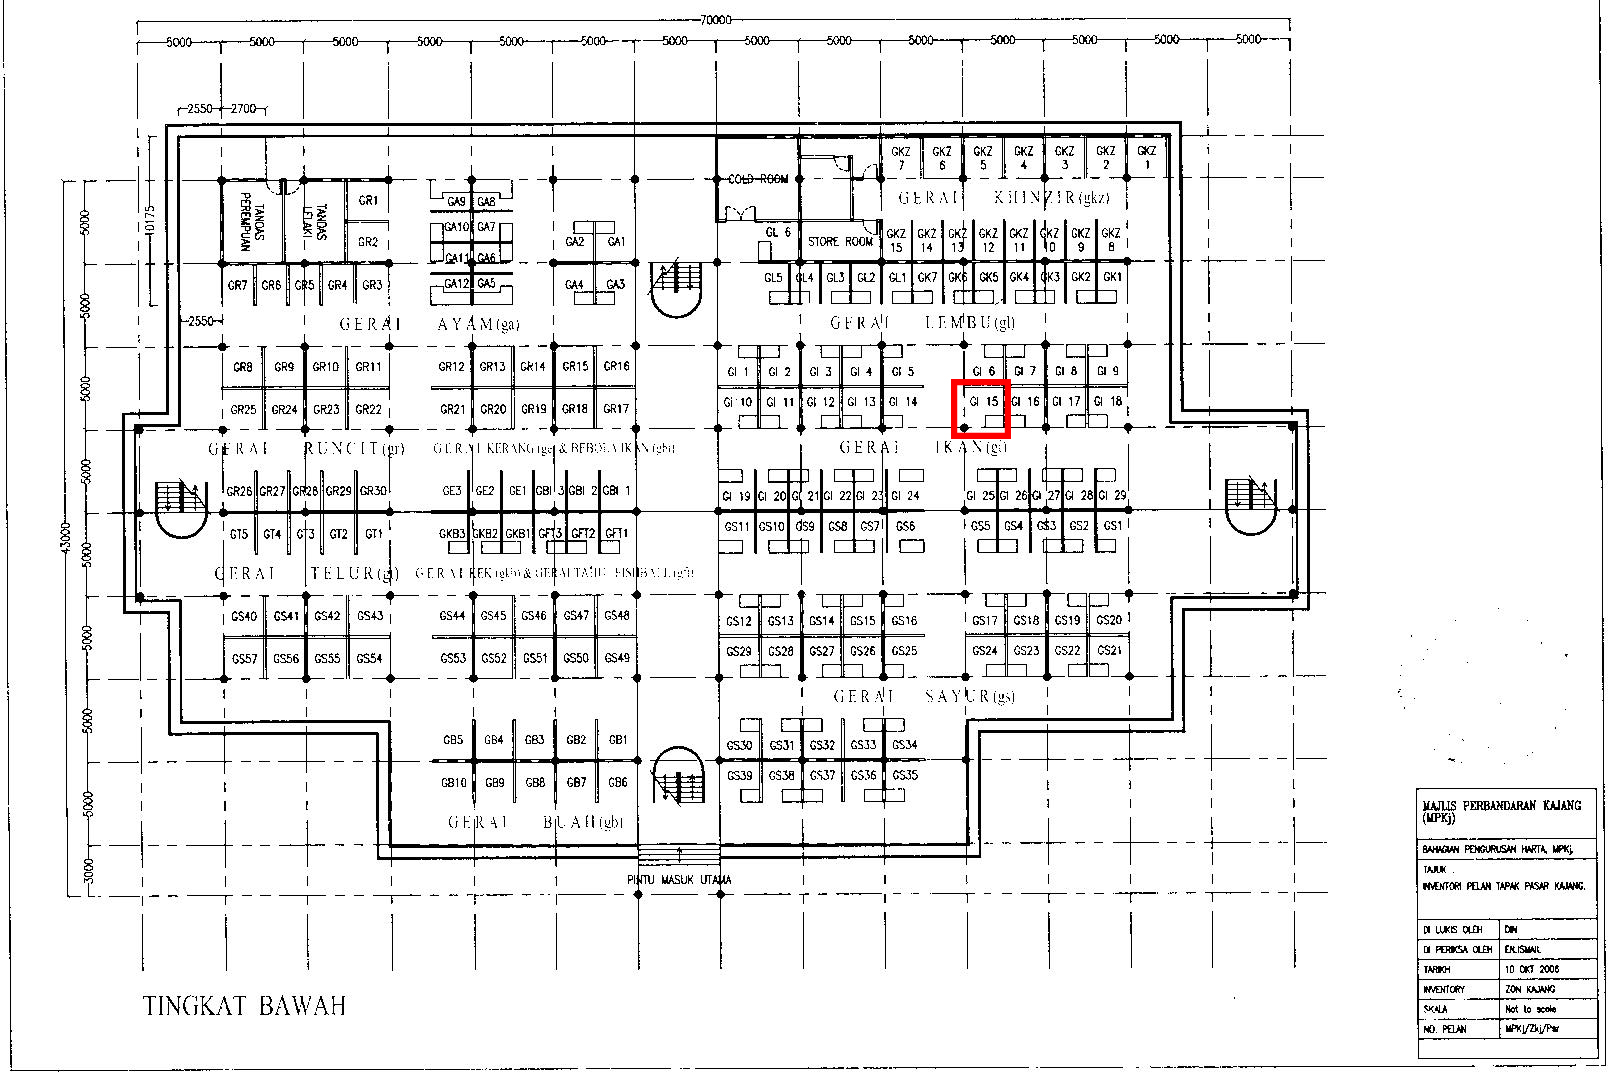 70000
5000 5000 5000 5000 5000 5000 5000 5000 5000 5000 5000 5000 5000 5000
2550 2700
10175
2550
43000
5000 5000 5000 5000 5000 5000 5000 5000 3000
GKZ 7 GKZ 6 GKZ 5 GKZ 4 GKZ 3 GKZ 2 GKZ 1
COLD ROOM
GERAI KHINZIR(gkz)
TANDAS PEREMPUAN
TANDAS LELAKI
GR1
GR2
GA9 GA8
GA10 GA7
GA11 GA6
GA12 GA5
GA2 GA1
GA4 GA3
GL 6
STORE ROOM
GKZ 15 GKZ 14 GKZ 13 GKZ 12 GKZ 11 GKZ 10 GKZ 9 GKZ 8
GR7 GR6 GR5 GR4 GR3
GL5 GL4 GL3 GL2 GL1 GK7 GK6 GK5 GK4 GK3 GK2 GK1
GERAI AYAM(ga)
GERAI LEMBU(gl)
GR8 GR9 GR10 GR11 GR12 GR13 GR14 GR15 GR16
GI 1 GI 2 GI 3 GI 4 GI 5 GI 6 GI 7 GI 8 GI 9
GR25 GR24 GR23 GR22 GR21 GR20 GR19 GR18 GR17
GI 10 GI 11 GI 12 GI 13 GI 14 GI 15 GI 16 GI 17 GI 18
GERAI RUNCIT(gr)
GERAI KERANG(ge) & BEBOLA IKAN(gbi)
GERAI IKAN(gi)
GR26 GR27 GR28 GR29 GR30 GE3 GE2 GE1 GBI 3 GBI 2 GBI 1
GI 19 GI 20 GI 21 GI 22 GI 23 GI 24 GI 25 GI 26 GI 27 GI 28 GI 29
GT5 GT4 GT3 GT2 GT1 GKB3 GKB2 GKB1 GFT3 GFT2 GFT1
GS11 GS10 GS9 GS8 GS7 GS6 GS5 GS4 GS3 GS2 GS1
GERAI TELUR(gt)
GERAI KEK(gkb) & GERAI TAHU FISHBALL(gft)
GS40 GS41 GS42 GS43 GS44 GS45 GS46 GS47 GS48
GS12 GS13 GS14 GS15 GS16 GS17 GS18 GS19 GS20
GS57 GS56 GS55 GS54 GS53 GS52 GS51 GS50 GS49
GS29 GS28 GS27 GS26 GS25 GS24 GS23 GS22 GS21
GERAI SAYUR(gs)
GB5 GB4 GB3 GB2 GB1
GS30 GS31 GS32 GS33 GS34
GB10 GB9 GB8 GB7 GB6
GS39 GS38 GS37 GS36 GS35
GERAI BUAH(gb)
PINTU MASUK UTAMA
TINGKAT BAWAH
MAJLIS PERBANDARAN KAJANG
(MPKj)
BAHAGIAN PENGURUSAN HARTA, MPKj.
TAJUK :
INVENTORI PELAN TAPAK PASAR KAJANG.
DI LUKIS OLEH DIN
DI PERIKSA OLEH EN.ISMAIL
TARIKH 10 OKT 2006
INVENTORY ZON KAJANG
SKALA Not to scale
NO. PELAN MPKj/Zkj/Psr